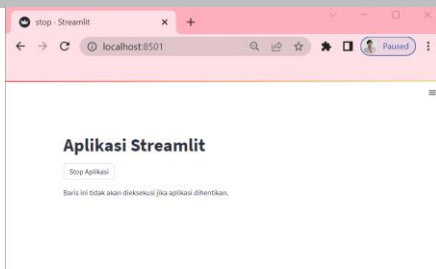 stop · Streamlit
localhost:8501
Paused
Aplikasi Streamlit
Stop Aplikasi
Baris ini tidak akan dieksekusi jika aplikasi dihentikan.